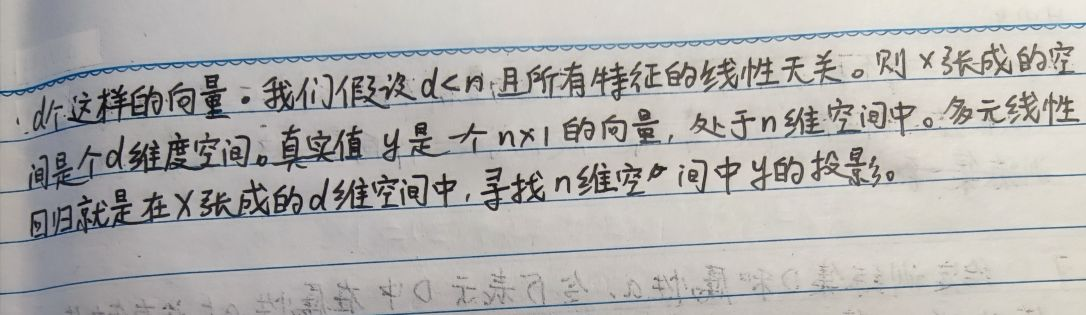 d个这样的向量。我们假设d<n,且所有特征的线性无关。则X张成的空
间是个d维度空间。真实值y是一个n×1的向量,处于n维空间中。多元线性
回归就是在X张成的d维空间中,寻找n维空间中y的投影。